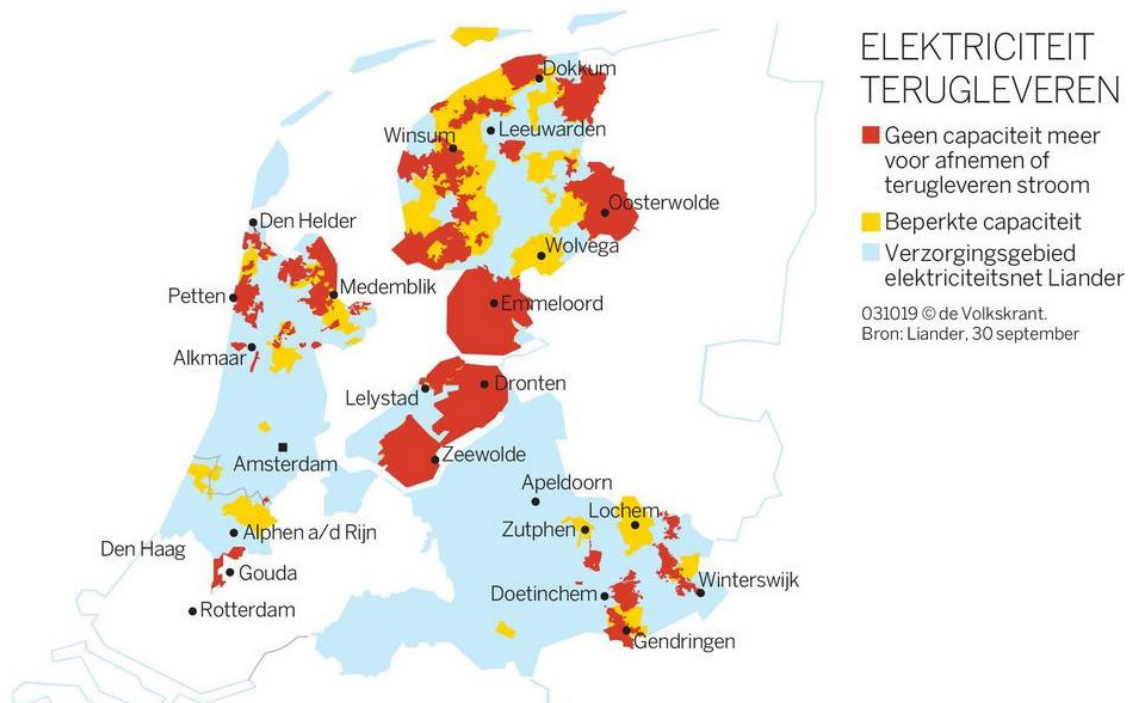 ELEKTRICITEIT
TERUGLEVEREN
Geen capaciteit meer
voor afnemen of
terugleveren stroom
Beperkte capaciteit
Verzorgingsgebied
elektriciteitsnet Liander
031019 © de Volkskrant.
Bron: Liander, 30 september
Dokkum
Leeuwarden
Winsum
Oosterwolde
Den Helder
Wolvega
Petten
Medemblik
Emmeloord
Alkmaar
Dronten
Lelystad
Zeewolde
Amsterdam
Apeldoorn
Lochem
Zutphen
Alphen a/d Rijn
Den Haag
Gouda
Winterswijk
Doetinchem
Rotterdam
Gendringen